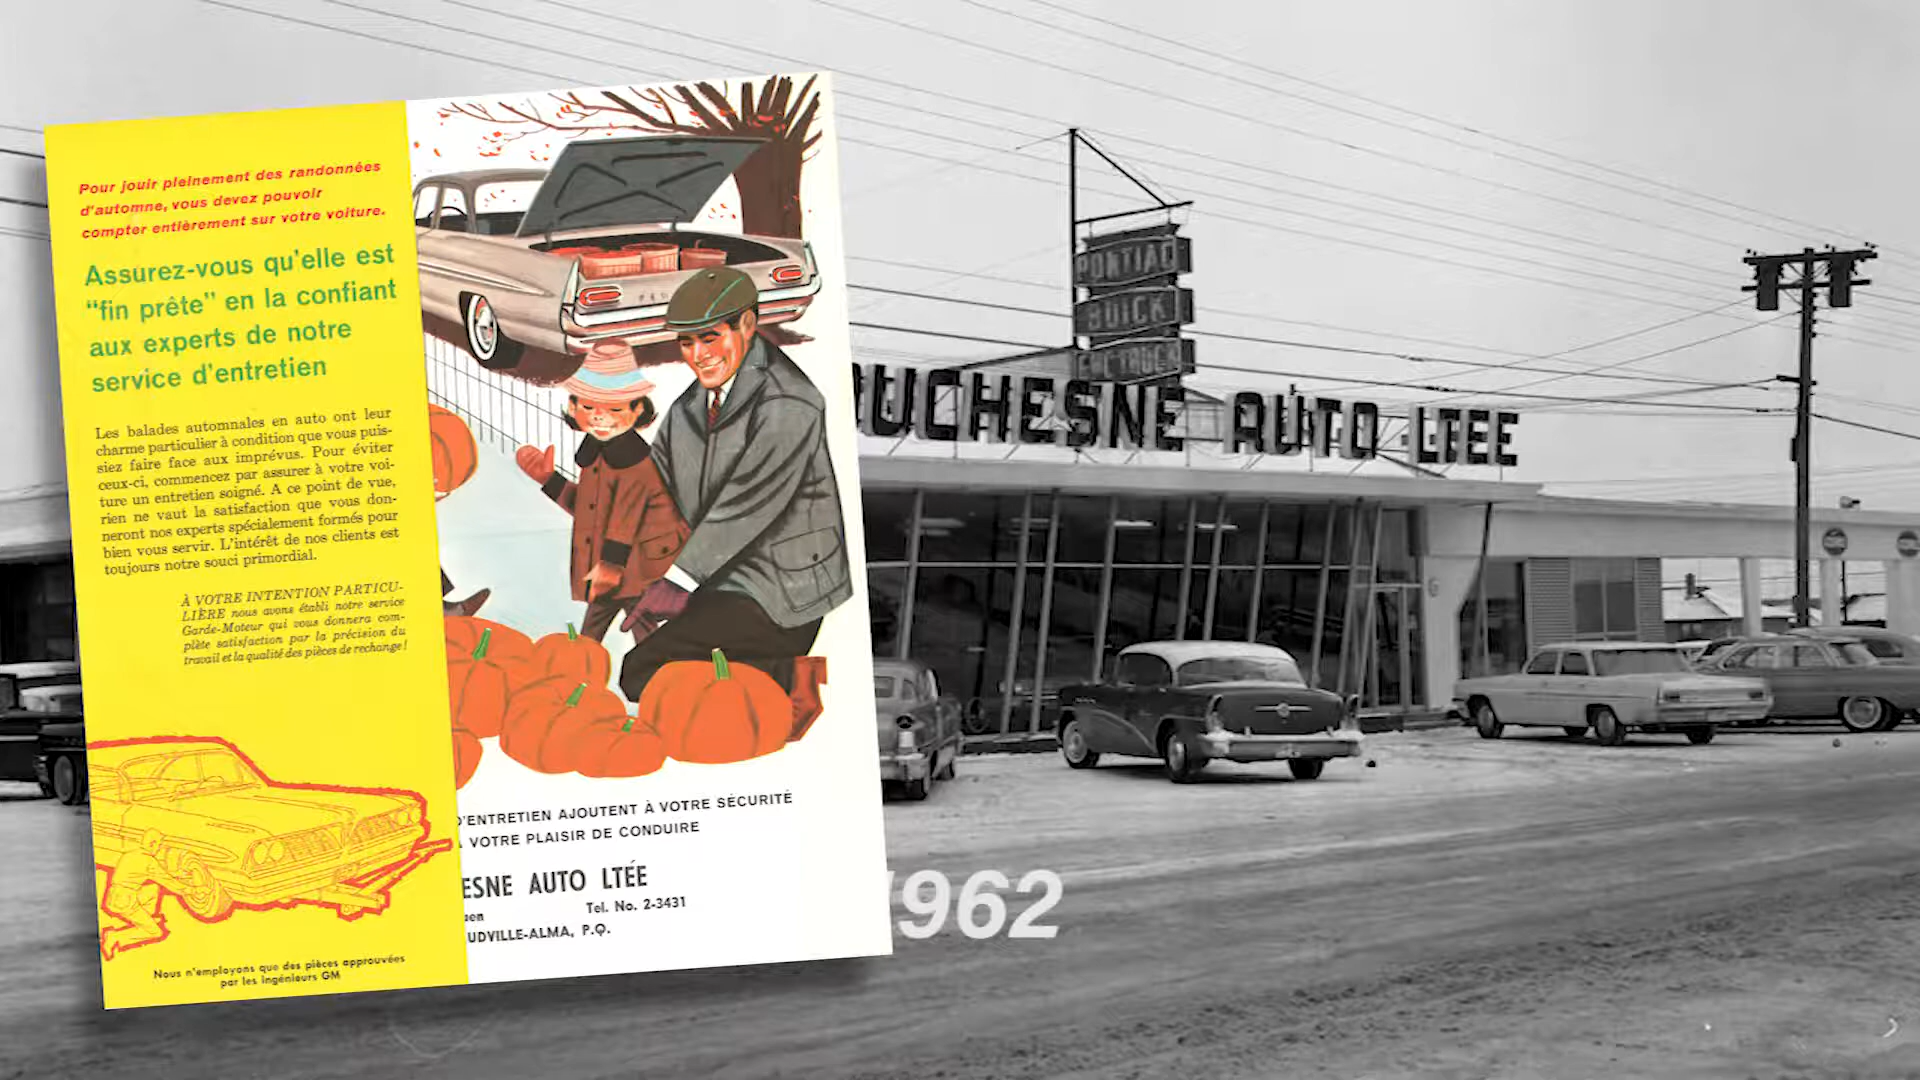 Pour jouir pleinement des randonnées
d'automne, vous devez pouvoir
compter entièrement sur votre voiture.
Assurez-vous qu'elle est
“fin prête” en la confiant
aux experts de notre
service d'entretien
Les balades automnales en auto ont leur
charme particulier à condition que vous puis-
siez faire face aux imprévus. Pour éviter
ceux-ci, commencez par assurer à votre voi-
ture un entretien soigné. A ce point de vue,
rien ne vaut la satisfaction que vous don-
neront nos experts spécialement formés pour
bien vous servir. L'intérêt de nos clients est
toujours notre souci primordial.
À VOTRE INTENTION PARTICU-
LIÈRE nous avons établi notre service
Garde-Moteur qui vous donnera com-
plète satisfaction par la précision du
travail et la qualité des pièces de rechange!
Nous n'employons que des pièces approuvées
par les ingénieurs GM
D'ENTRETIEN AJOUTENT À VOTRE SÉCURITÉ
VOTRE PLAISIR DE CONDUIRE
ESNE AUTO LTÉE
uen Tel. No. 2-3431
UDVILLE-ALMA, P.Q.
PONTIAC
BUICK
GMC TRUCK
UCHESNE AUTO LTEE
1962